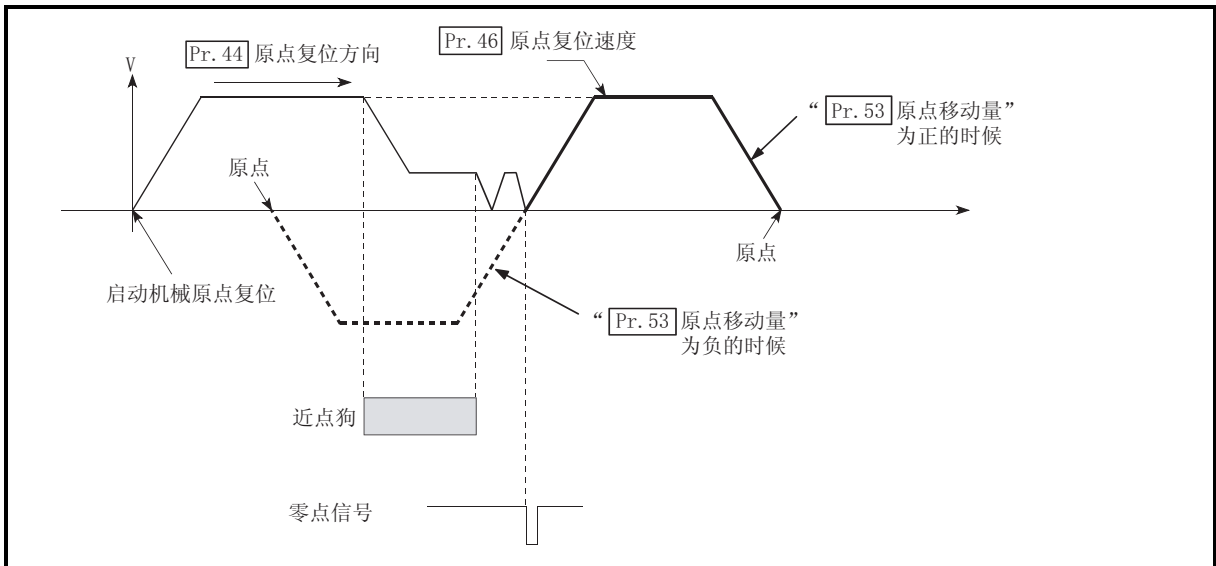 Pr.44 原点复位方向
Pr.46 原点复位速度
V
“ Pr.53 原点移动量”
为正的时候
原点
原点
启动机械原点复位
“ Pr.53 原点移动量”
为负的时候
近点狗
零点信号